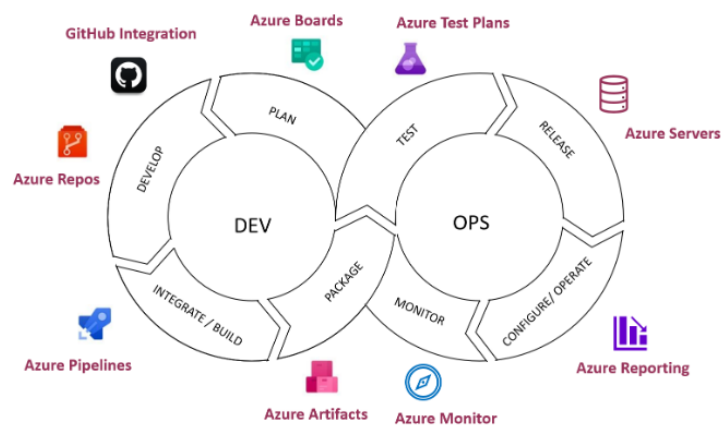 Azure Boards
Azure Test Plans
GitHub Integration
PLAN
TEST
RELEASE
Azure Servers
DEVELOP
Azure Repos
DEV
OPS
PACKAGE
INTEGRATE / BUILD
MONITOR
CONFIGURE/ OPERATE
Azure Pipelines
Azure Reporting
Azure Artifacts
Azure Monitor